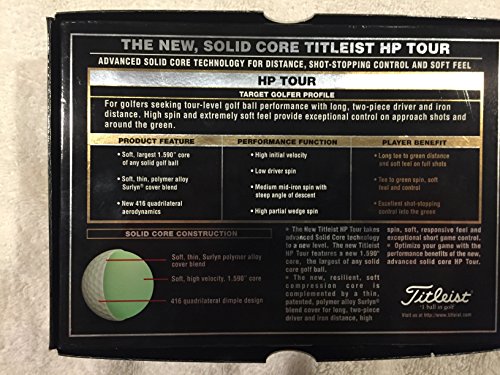 THE NEW, SOLID CORE TITLEIST HP TOUR
ADVANCED SOLID CORE TECHNOLOGY FOR DISTANCE, SHOT-STOPPING CONTROL AND SOFT FEEL
HP TOUR
TARGET GOLFER PROFILE
For golfers seeking tour-level golf ball performance with long, two-piece driver and iron
distance. High spin and extremely soft feel provide exceptional control on approach shots and
around the green.
PRODUCT FEATURE
• Soft, largest 1.590" core
of any solid golf ball
• Soft, thin, polymer alloy
Surlyn® cover blend
• New 416 quadrilateral
aerodynamics
PERFORMANCE FUNCTION
• High initial velocity
• Low driver spin
• Medium mid-iron spin with
steep angle of descent
• High partial wedge spin
PLAYER BENEFIT
• Long tee to green distance
and soft feel on full shots
• Tee to green spin, soft
feel and control
• Excellent shot-stopping
control into the green
SOLID CORE CONSTRUCTION
Soft, thin, Surlyn polymer alloy
cover blend
Soft, high velocity, 1.590" core
416 quadrilateral dimple design
• The New Titleist HP Tour takes
advanced Solid Core technology
to a new level. The new Titleist
HP Tour features a new 1.590"
core, the largest of any solid
core golf ball.
• The new, resilient, soft
compression core is
complemented by a thin,
patented, polymer alloy Surlyn®
blend cover for long, two-piece
driver and iron distance, high
spin, soft, responsive feel and
exceptional short game control.
• Optimize your game with the
performance benefits of the new,
advanced solid core HP Tour.
Titleist
#1 ball in golf
Visit us at http://www.titleist.com